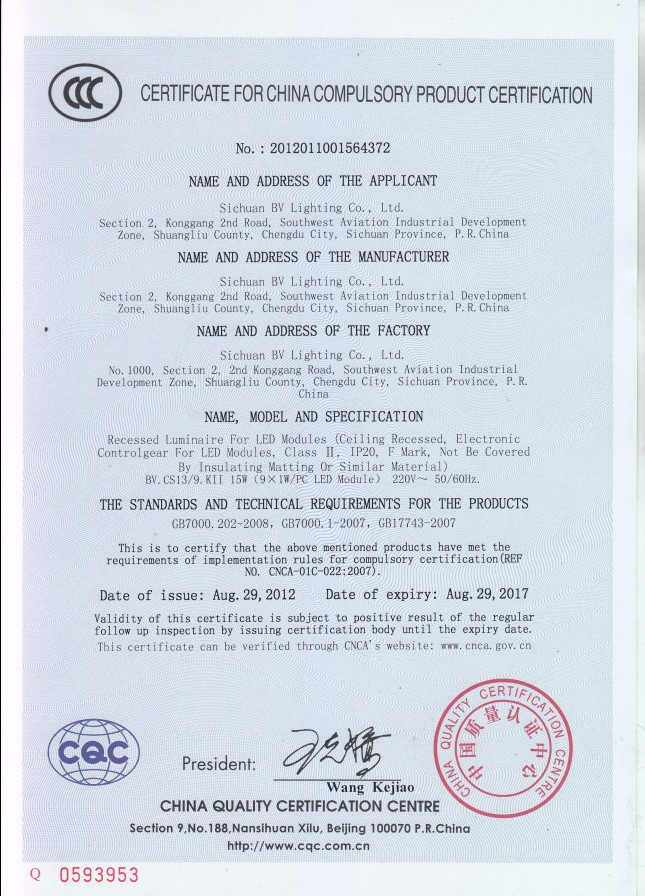 CCC
CERTIFICATE FOR CHINA COMPULSORY PRODUCT CERTIFICATION
No. : 2012011001564372
NAME AND ADDRESS OF THE APPLICANT
Sichuan BV Lighting Co., Ltd.
Section 2, Konggang 2nd Road, Southwest Aviation Industrial Development
Zone, Shuangliu County, Chengdu City, Sichuan Province, P.R.China
NAME AND ADDRESS OF THE MANUFACTURER
Sichuan BV Lighting Co., Ltd.
Section 2, Konggang 2nd Road, Southwest Aviation Industrial Development
Zone, Shuangliu County, Chengdu City, Sichuan Province, P.R.China
NAME AND ADDRESS OF THE FACTORY
Sichuan BV Lighting Co., Ltd.
No.1000, Section 2, 2nd Konggang Road, Southwest Aviation Industrial
Development Zone, Shuangliu County, Chengdu City, Sichuan Province, P.R.
China
NAME, MODEL AND SPECIFICATION
Recessed Luminaire For LED Modules (Ceiling Recessed, Electronic
Controlgear For LED Modules, Class Ⅱ, IP20, F Mark, Not Be Covered
By Insulating Matting Or Similar Material)
BV.CS13/9.KII 15W (9×1W/PC LED Module) 220V~ 50/60Hz.
THE STANDARDS AND TECHNICAL REQUIREMENTS FOR THE PRODUCTS
GB7000.202-2008, GB7000.1-2007, GB17743-2007
This is to certify that the above mentioned products have met the
requirements of implementation rules for compulsory certification(REF
NO. CNCA-01C-022:2007).
Date of issue: Aug.29,2012 Date of expiry: Aug.29,2017
Validity of this certificate is subject to positive result of the regular
follow up inspection by issuing certification body until the expiry date.
This certificate can be verified through CNCA's website: www.cnca.gov.cn
CQC
President:
Wang Kejiao
CHINA QUALITY CERTIFICATION CENTRE
中国质量认证中心
CHINA QUALITY CERTIFICATION CENTRE
Section 9,No.188,Nansihuan Xilu, Beijing 100070 P.R.China
http://www.cqc.com.cn
Q 0593953